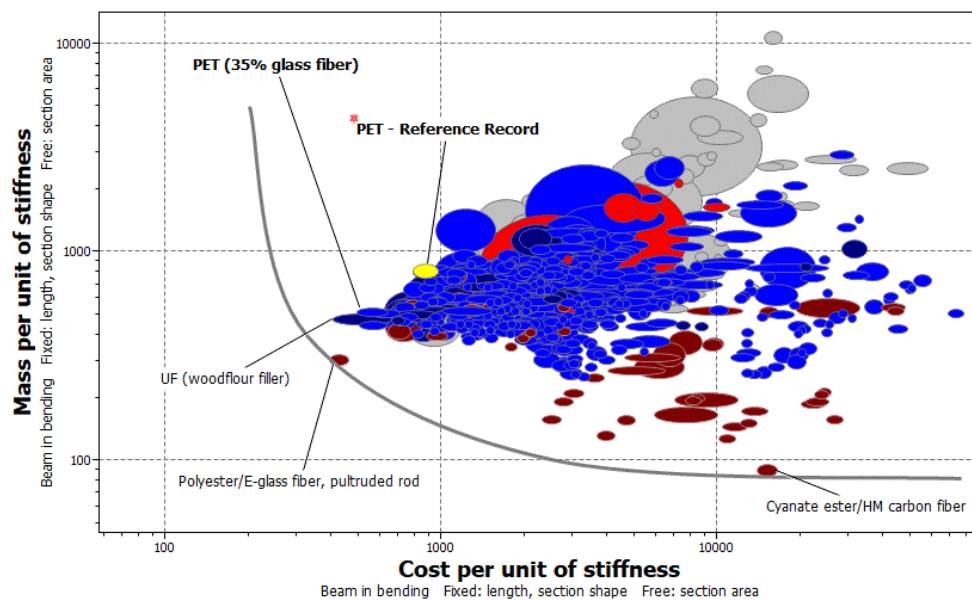 10000
1000
100
PET (35% glass fiber)
PET - Reference Record
UF (woodflour filler)
Polyester/E-glass fiber, pultruded rod
Cyanate ester/HM carbon fiber
Mass per unit of stiffness
Beam in bending Fixed: length, section shape Free: section area
100
1000
10000
Cost per unit of stiffness
Beam in bending Fixed: length, section shape Free: section area